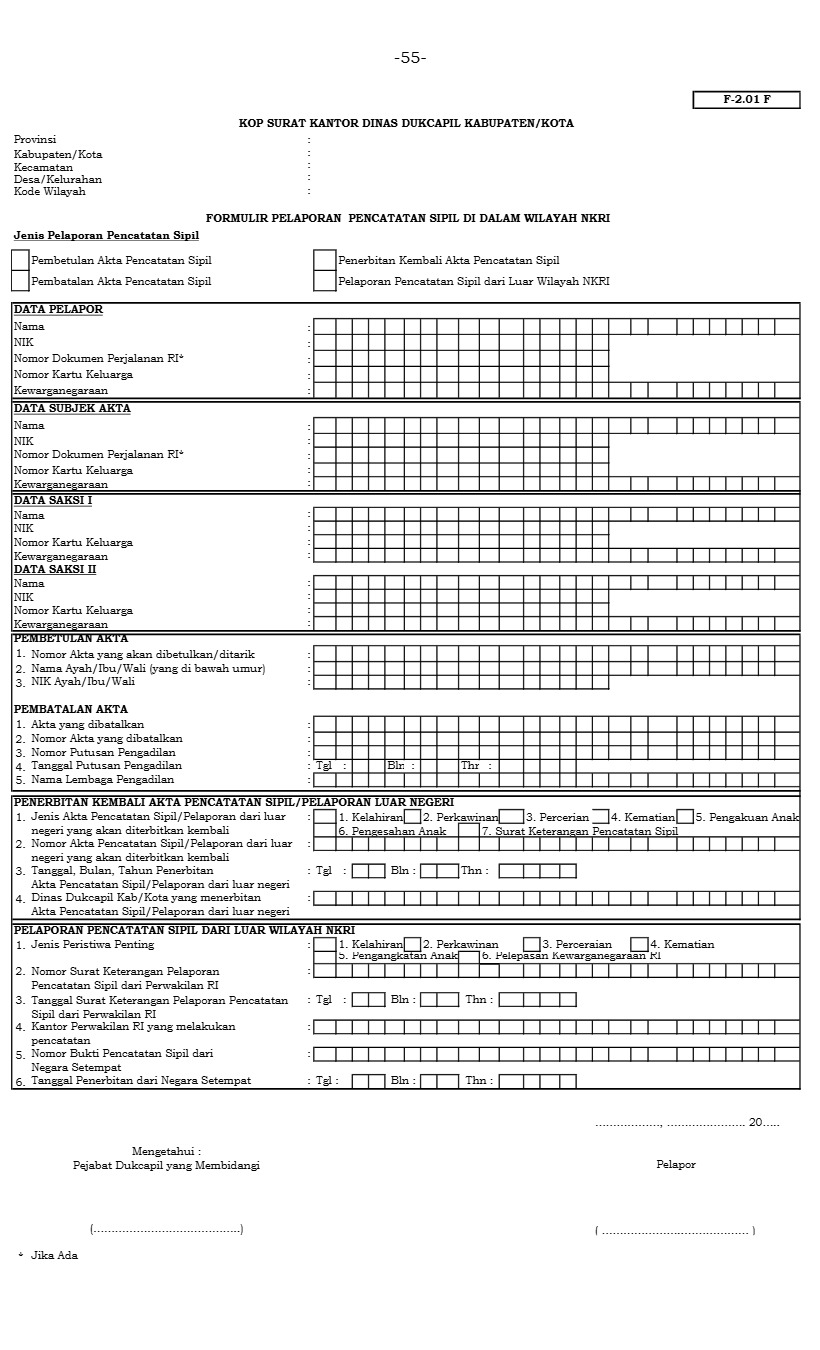 -55-
F-2.01 F
KOP SURAT KANTOR DINAS DUKCAPIL KABUPATEN/KOTA
Provinsi :
Kabupaten/Kota :
Kecamatan :
Desa/Kelurahan :
Kode Wilayah :
FORMULIR PELAPORAN PENCATATAN SIPIL DI DALAM WILAYAH NKRI
Jenis Pelaporan Pencatatan Sipil
Pembetulan Akta Pencatatan Sipil Penerbitan Kembali Akta Pencatatan Sipil
Pembatalan Akta Pencatatan Sipil Pelaporan Pencatatan Sipil dari Luar Wilayah NKRI
DATA PELAPOR
Nama :
NIK :
Nomor Dokumen Perjalanan RI* :
Nomor Kartu Keluarga :
Kewarganegaraan :
DATA SUBJEK AKTA
Nama :
NIK :
Nomor Dokumen Perjalanan RI* :
Nomor Kartu Keluarga :
Kewarganegaraan :
DATA SAKSI I
Nama :
NIK :
Nomor Kartu Keluarga :
Kewarganegaraan :
DATA SAKSI II
Nama :
NIK :
Nomor Kartu Keluarga :
Kewarganegaraan :
PEMBETULAN AKTA
1. Nomor Akta yang akan dibetulkan/ditarik :
2. Nama Ayah/Ibu/Wali (yang di bawah umur) :
3. NIK Ayah/Ibu/Wali :
PEMBATALAN AKTA
1. Akta yang dibatalkan :
2. Nomor Akta yang dibatalkan :
3. Nomor Putusan Pengadilan :
4. Tanggal Putusan Pengadilan : Tgl : Bln : Thn :
5. Nama Lembaga Pengadilan :
PENERBITAN KEMBALI AKTA PENCATATAN SIPIL/PELAPORAN LUAR NEGERI
1. Jenis Akta Pencatatan Sipil/Pelaporan dari luar : 1. Kelahiran 2. Perkawinan 3. Percerian 4. Kematian 5. Pengakuan Anak
negeri yang akan diterbitkan kembali 6. Pengesahan Anak 7. Surat Keterangan Pencatatan Sipil
2. Nomor Akta Pencatatan Sipil/Pelaporan dari luar :
negeri yang akan diterbitkan kembali
3. Tanggal, Bulan, Tahun Penerbitan : Tgl : Bln : Thn :
Akta Pencatatan Sipil/Pelaporan dari luar negeri
4. Dinas Dukcapil Kab/Kota yang menerbitan :
Akta Pencatatan Sipil/Pelaporan dari luar negeri
PELAPORAN PENCATATAN SIPIL DARI LUAR WILAYAH NKRI
1. Jenis Peristiwa Penting : 1. Kelahiran 2. Perkawinan 3. Perceraian 4. Kematian
5. Pengangkatan Anak 6. Pelepasan Kewarganegaraan RI
2. Nomor Surat Keterangan Pelaporan :
Pencatatan Sipil dari Perwakilan RI
3. Tanggal Surat Keterangan Pelaporan Pencatatan : Tgl : Bln : Thn :
Sipil dari Perwakilan RI
4. Kantor Perwakilan RI yang melakukan :
pencatatan
5. Nomor Bukti Pencatatan Sipil dari :
Negara Setempat
6. Tanggal Penerbitan dari Negara Setempat : Tgl : Bln : Thn :
.................., ...................... 20.....
Mengetahui :
Pejabat Dukcapil yang Membidangi Pelapor
(.........................................) ( ......................................... )
* Jika Ada